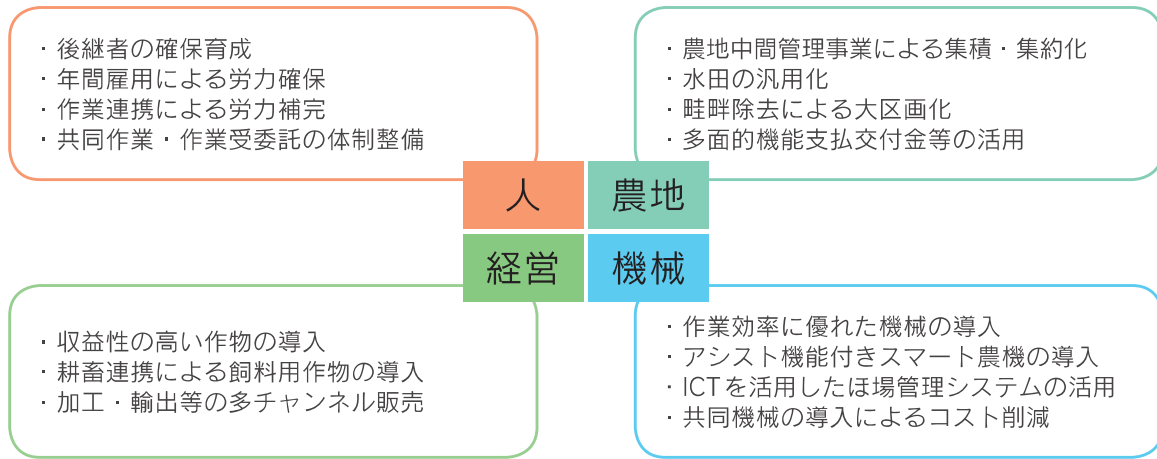 ・後継者の確保育成
・年間雇用による労力確保
・作業連携による労力補完
・共同作業・作業受委託の体制整備
・農地中間管理事業による集積・集約化
・水田の汎用化
・畦畔除去による大区画化
・多面的機能支払交付金等の活用
人
農地
経営
機械
・収益性の高い作物の導入
・耕畜連携による飼料用作物の導入
・加工・輸出等の多チャンネル販売
・作業効率に優れた機械の導入
・アシスト機能付きスマート農機の導入
・ICTを活用したほ場管理システムの活用
・共同機械の導入によるコスト削減